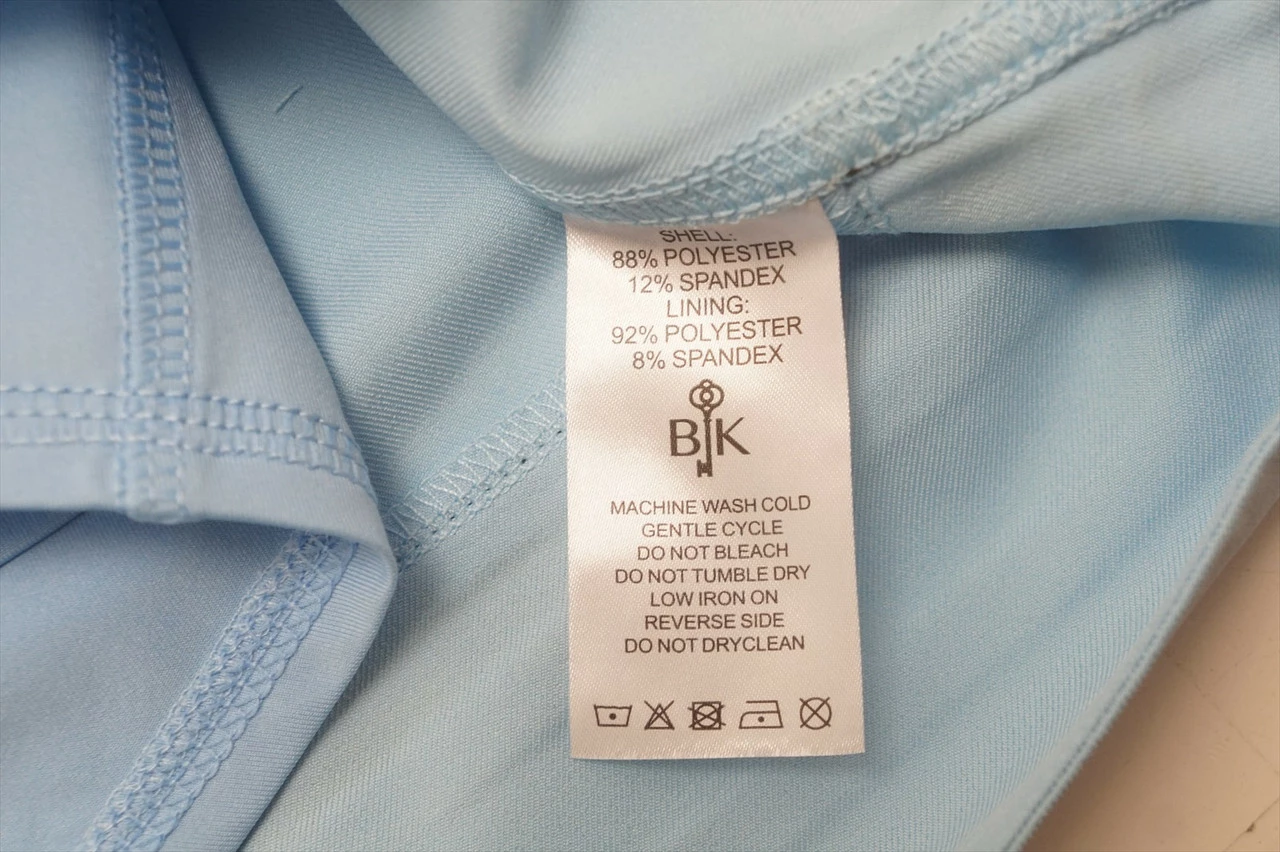 SHELL:
88% POLYESTER
12% SPANDEX
LINING:
92% POLYESTER
8% SPANDEX
B K
MACHINE WASH COLD
GENTLE CYCLE
DO NOT BLEACH
DO NOT TUMBLE DRY
LOW IRON ON
REVERSE SIDE
DO NOT DRYCLEAN